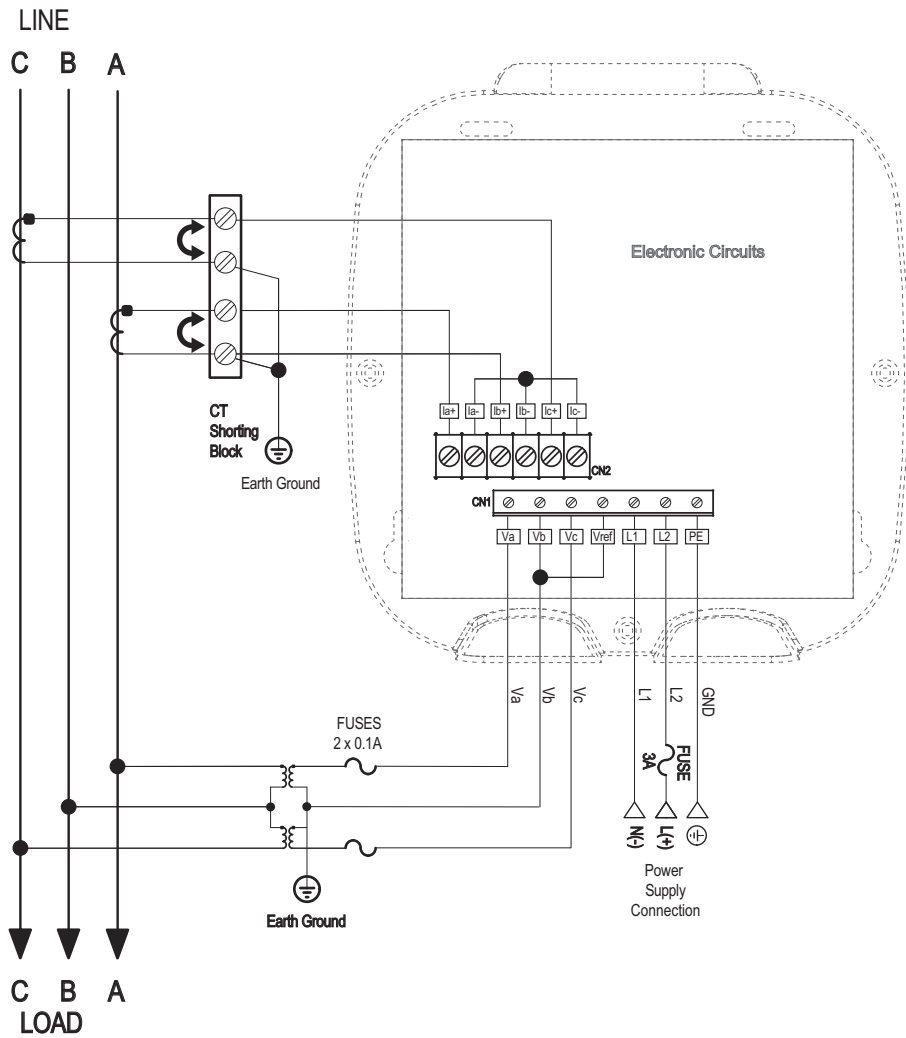 LINE
C B A
Electronic Circuits
CT
Shorting
Block
Earth Ground
Ia+ Ia- Ib+ Ib- Ic+ Ic-
CN2
CN1
Va Vb Vc Vref L1 L2 PE
Va Vb Vc L1 L2 GND
FUSES
2 x 0.1A
FUSE
3A
N(-) L(+)
Power
Supply
Connection
Earth Ground
C B A
LOAD